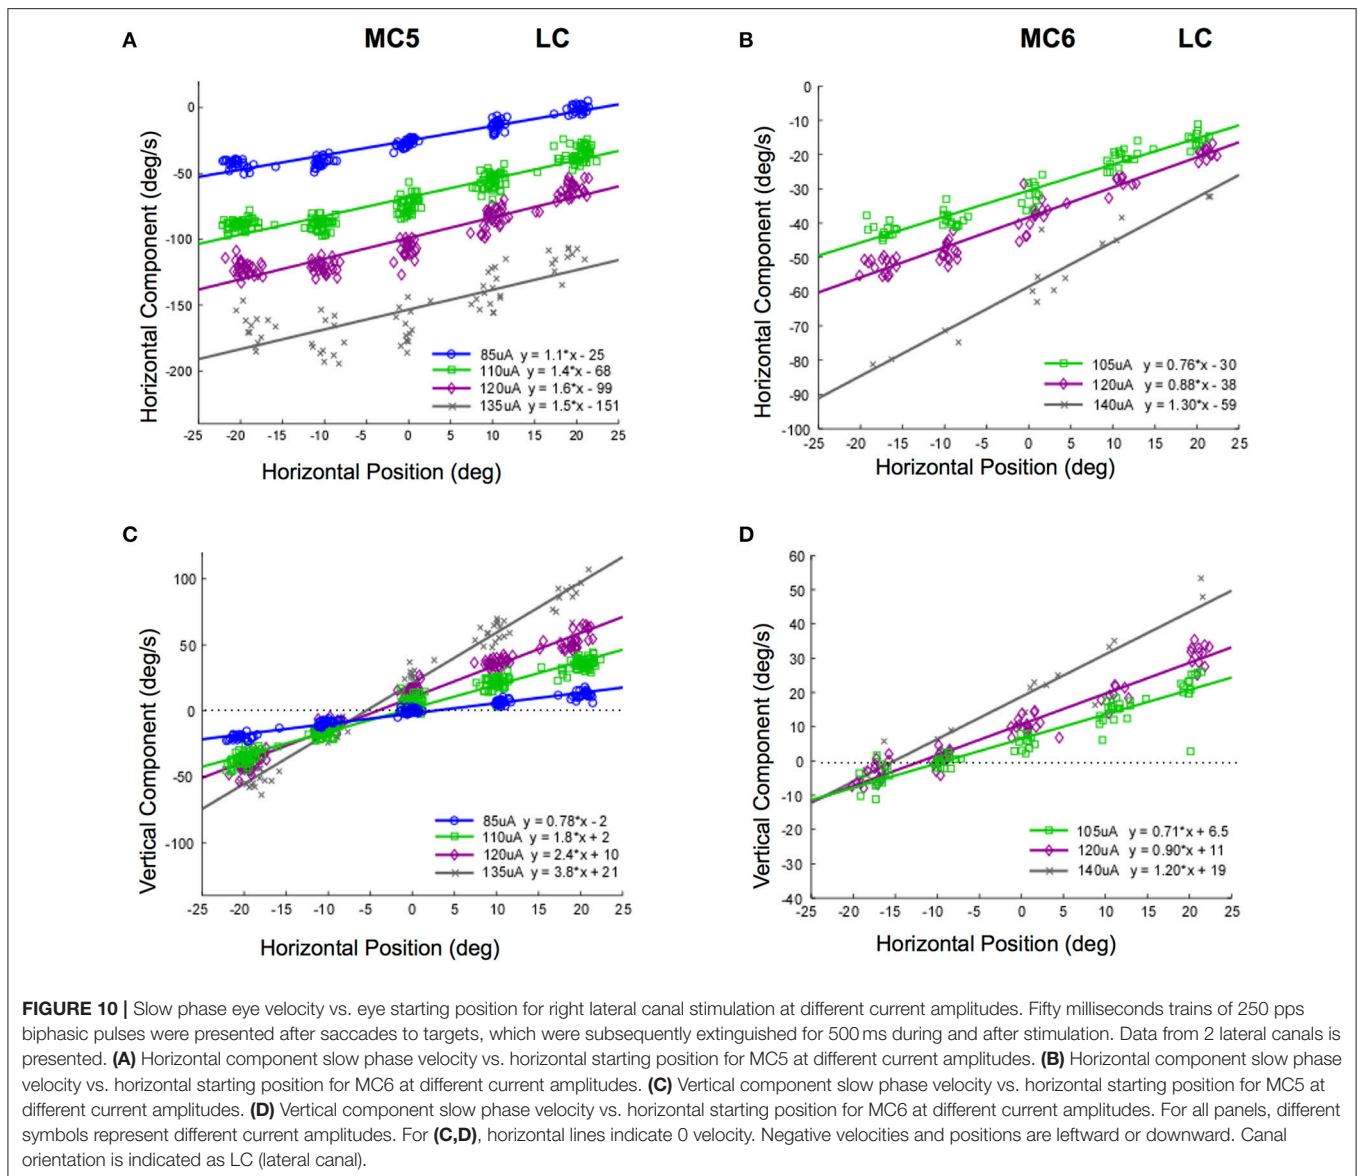 A
MC5 LC
Horizontal Component (deg/s)
0
-50
-100
-150
-200
85uA y = 1.1*x - 25
110uA y = 1.4*x - 68
120uA y = 1.6*x - 99
135uA y = 1.5*x - 151
-25 -20 -15 -10 -5 0 5 10 15 20 25
Horizontal Position (deg)
B
MC6 LC
Horizontal Component (deg/s)
0
-10
-20
-30
-40
-50
-60
-70
-80
-90
-100
105uA y = 0.76*x - 30
120uA y = 0.88*x - 38
140uA y = 1.30*x - 59
-25 -20 -15 -10 -5 0 5 10 15 20 25
Horizontal Position (deg)
C
Vertical Component (deg/s)
100
50
0
-50
-100
85uA y = 0.78*x - 2
110uA y = 1.8*x + 2
120uA y = 2.4*x + 10
135uA y = 3.8*x + 21
-25 -20 -15 -10 -5 0 5 10 15 20 25
Horizontal Position (deg)
D
Vertical Component (deg/s)
60
50
40
30
20
10
0
-10
-20
-30
-40
105uA y = 0.71*x + 6.5
120uA y = 0.90*x + 11
140uA y = 1.20*x + 19
-25 -20 -15 -10 -5 0 5 10 15 20 25
Horizontal Position (deg)
FIGURE 10 | Slow phase eye velocity vs. eye starting position for right lateral canal stimulation at different current amplitudes. Fifty milliseconds trains of 250 pps
biphasic pulses were presented after saccades to targets, which were subsequently extinguished for 500 ms during and after stimulation. Data from 2 lateral canals is
presented. (A) Horizontal component slow phase velocity vs. horizontal starting position for MC5 at different current amplitudes. (B) Horizontal component slow phase
velocity vs. horizontal starting position for MC6 at different current amplitudes. (C) Vertical component slow phase velocity vs. horizontal starting position for MC5 at
different current amplitudes. (D) Vertical component slow phase velocity vs. horizontal starting position for MC6 at different current amplitudes. For all panels, different
symbols represent different current amplitudes. For (C,D), horizontal lines indicate 0 velocity. Negative velocities and positions are leftward or downward. Canal
orientation is indicated as LC (lateral canal).